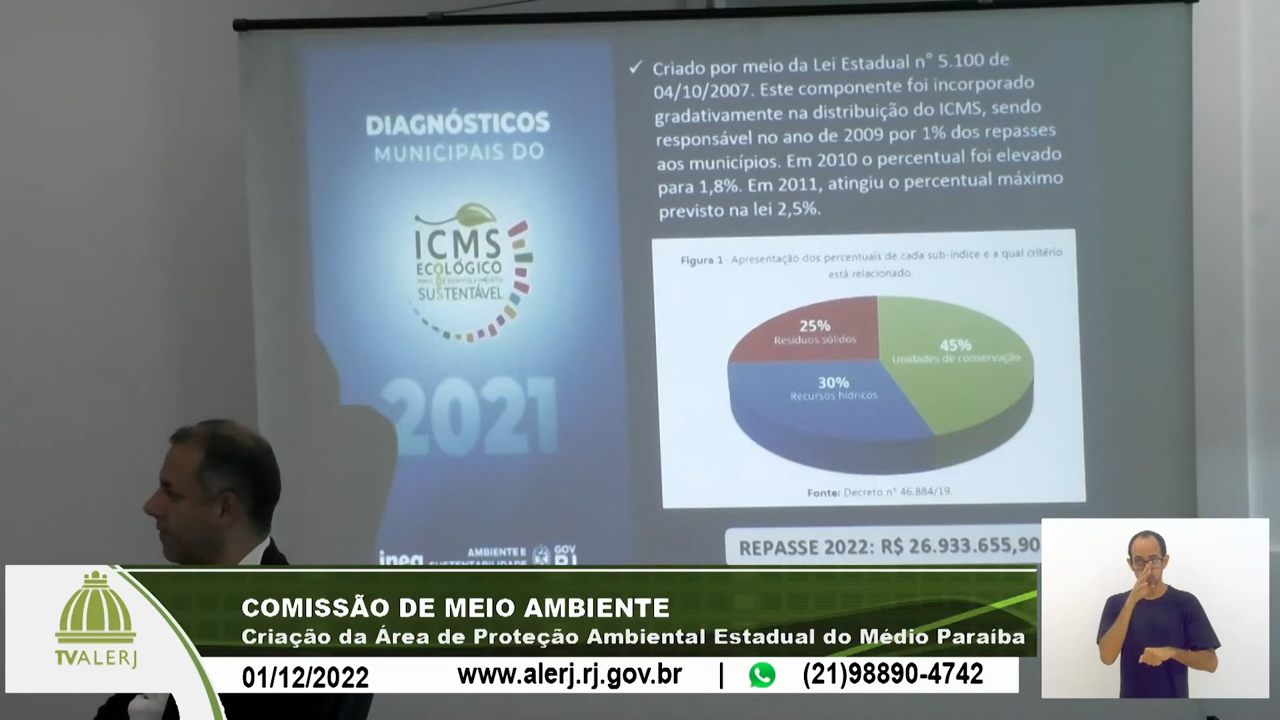 ✓ Criado por meio da Lei Estadual n° 5.100 de
04/10/2007. Este componente foi incorporado
gradativamente na distribuição do ICMS, sendo
responsável no ano de 2009 por 1% dos repasses
aos municípios. Em 2010 o percentual foi elevado
para 1,8%. Em 2011, atingiu o percentual máximo
previsto na lei 2,5%.
DIAGNÓSTICOS
MUNICIPAIS DO
ICMS
ECOLÓGICO
SUSTENTÁVEL
2021
Figura 1- Apresentação dos percentuais de cada sub-índice e a qual critério
está relacionado.
25%
Resíduos sólidos
45%
Unidades de conservação
30%
Recursos hídricos
Fonte: Decreto n° 46.884/19.
REPASSE 2022: R$ 26.933.655,90
inea
AMBIENTE E
SUSTENTABILIDADE
GOV
RJ
COMISSÃO DE MEIO AMBIENTE
Criação da Área de Proteção Ambiental Estadual do Médio Paraíba
TVALERJ
01/12/2022 www.alerj.rj.gov.br | (21)98890-4742